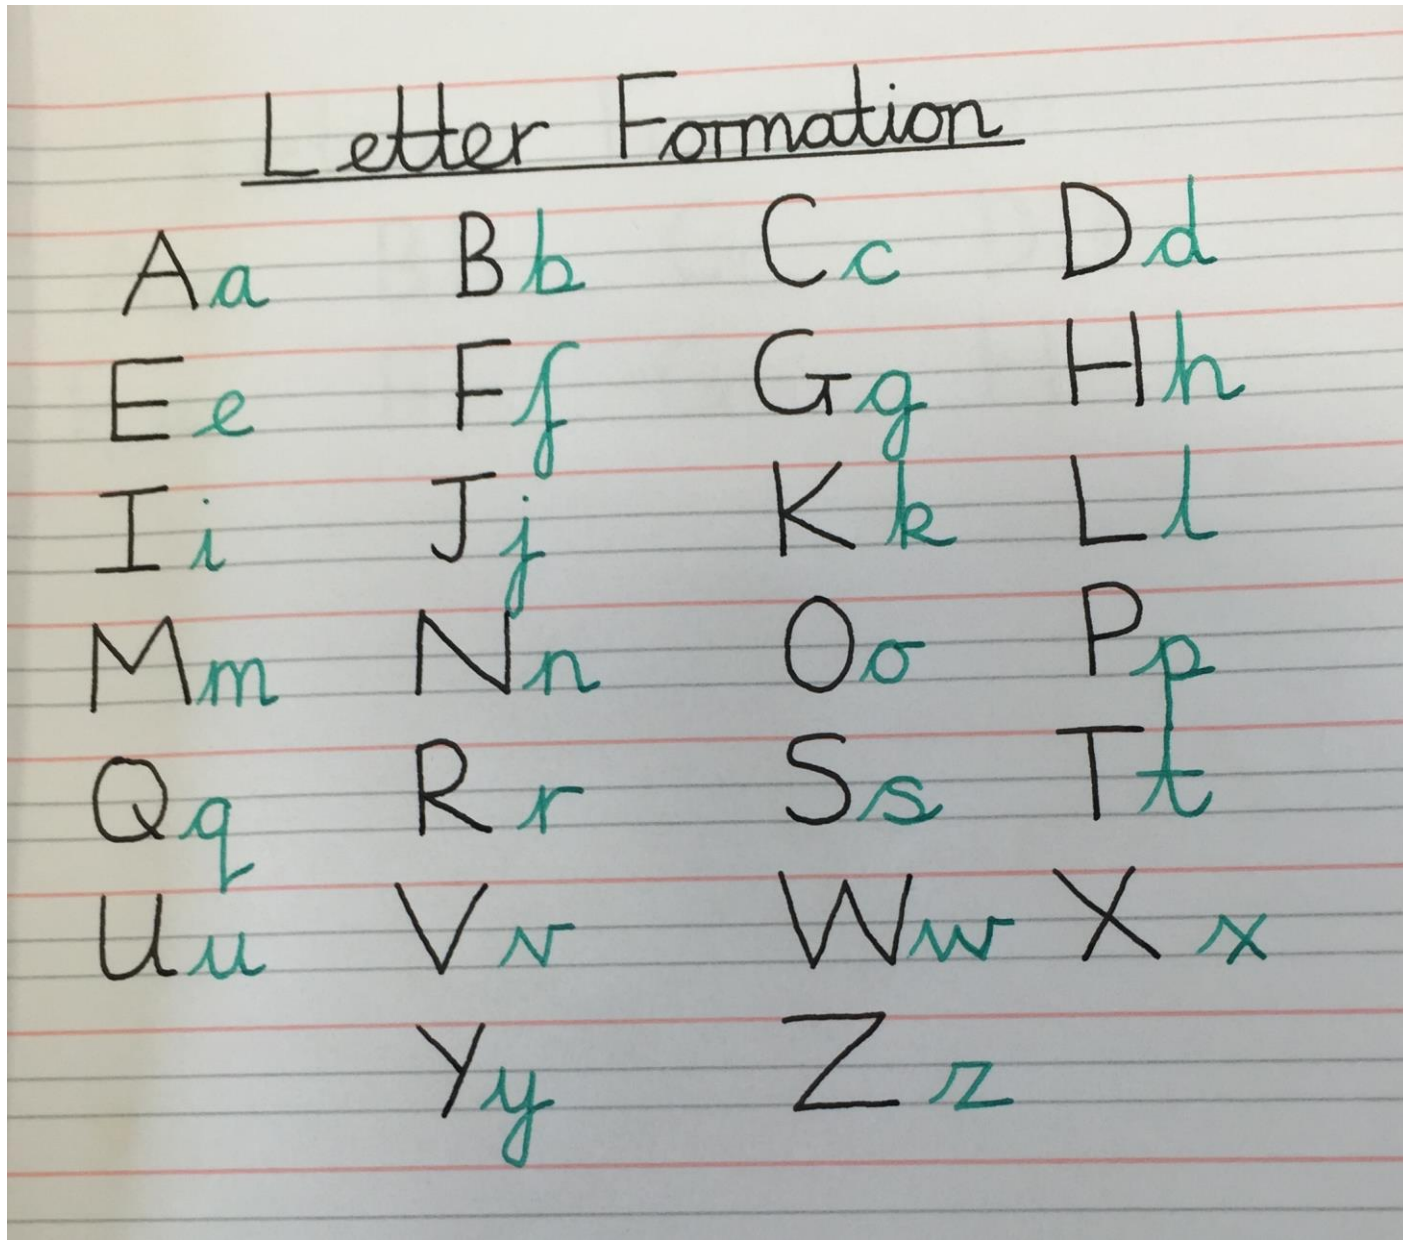 Letter Formation
Aa Bb Cc Dd
Ee Ff Gg Hh
Ii Jj Kk Ll
Mm Nn Oo Pp
Qq Rr Ss Tt
Uu Vv Ww Xx
Yy Zz